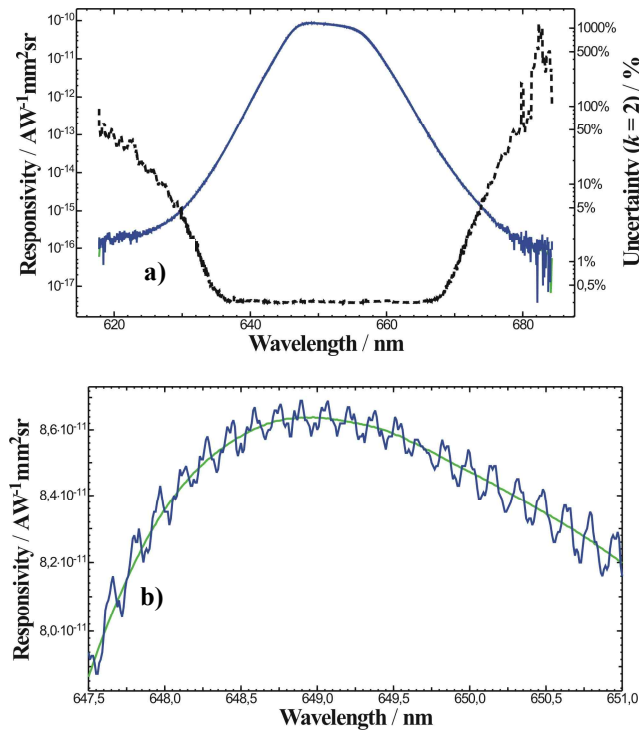 Responsivity / AW⁻¹mm²sr
10⁻¹⁰
10⁻¹¹
10⁻¹²
10⁻¹³
10⁻¹⁴
10⁻¹⁵
10⁻¹⁶
10⁻¹⁷
a)
1000%
500%
100%
50%
10%
5%
1%
0,5%
Uncertainty (k = 2) / %
620 640 660 680
Wavelength / nm
Responsivity / AW⁻¹mm²sr
8,6·10⁻¹¹
8,4·10⁻¹¹
8,2·10⁻¹¹
8,0·10⁻¹¹
b)
647,5 648,0 648,5 649,0 649,5 650,0 650,5 651,0
Wavelength / nm